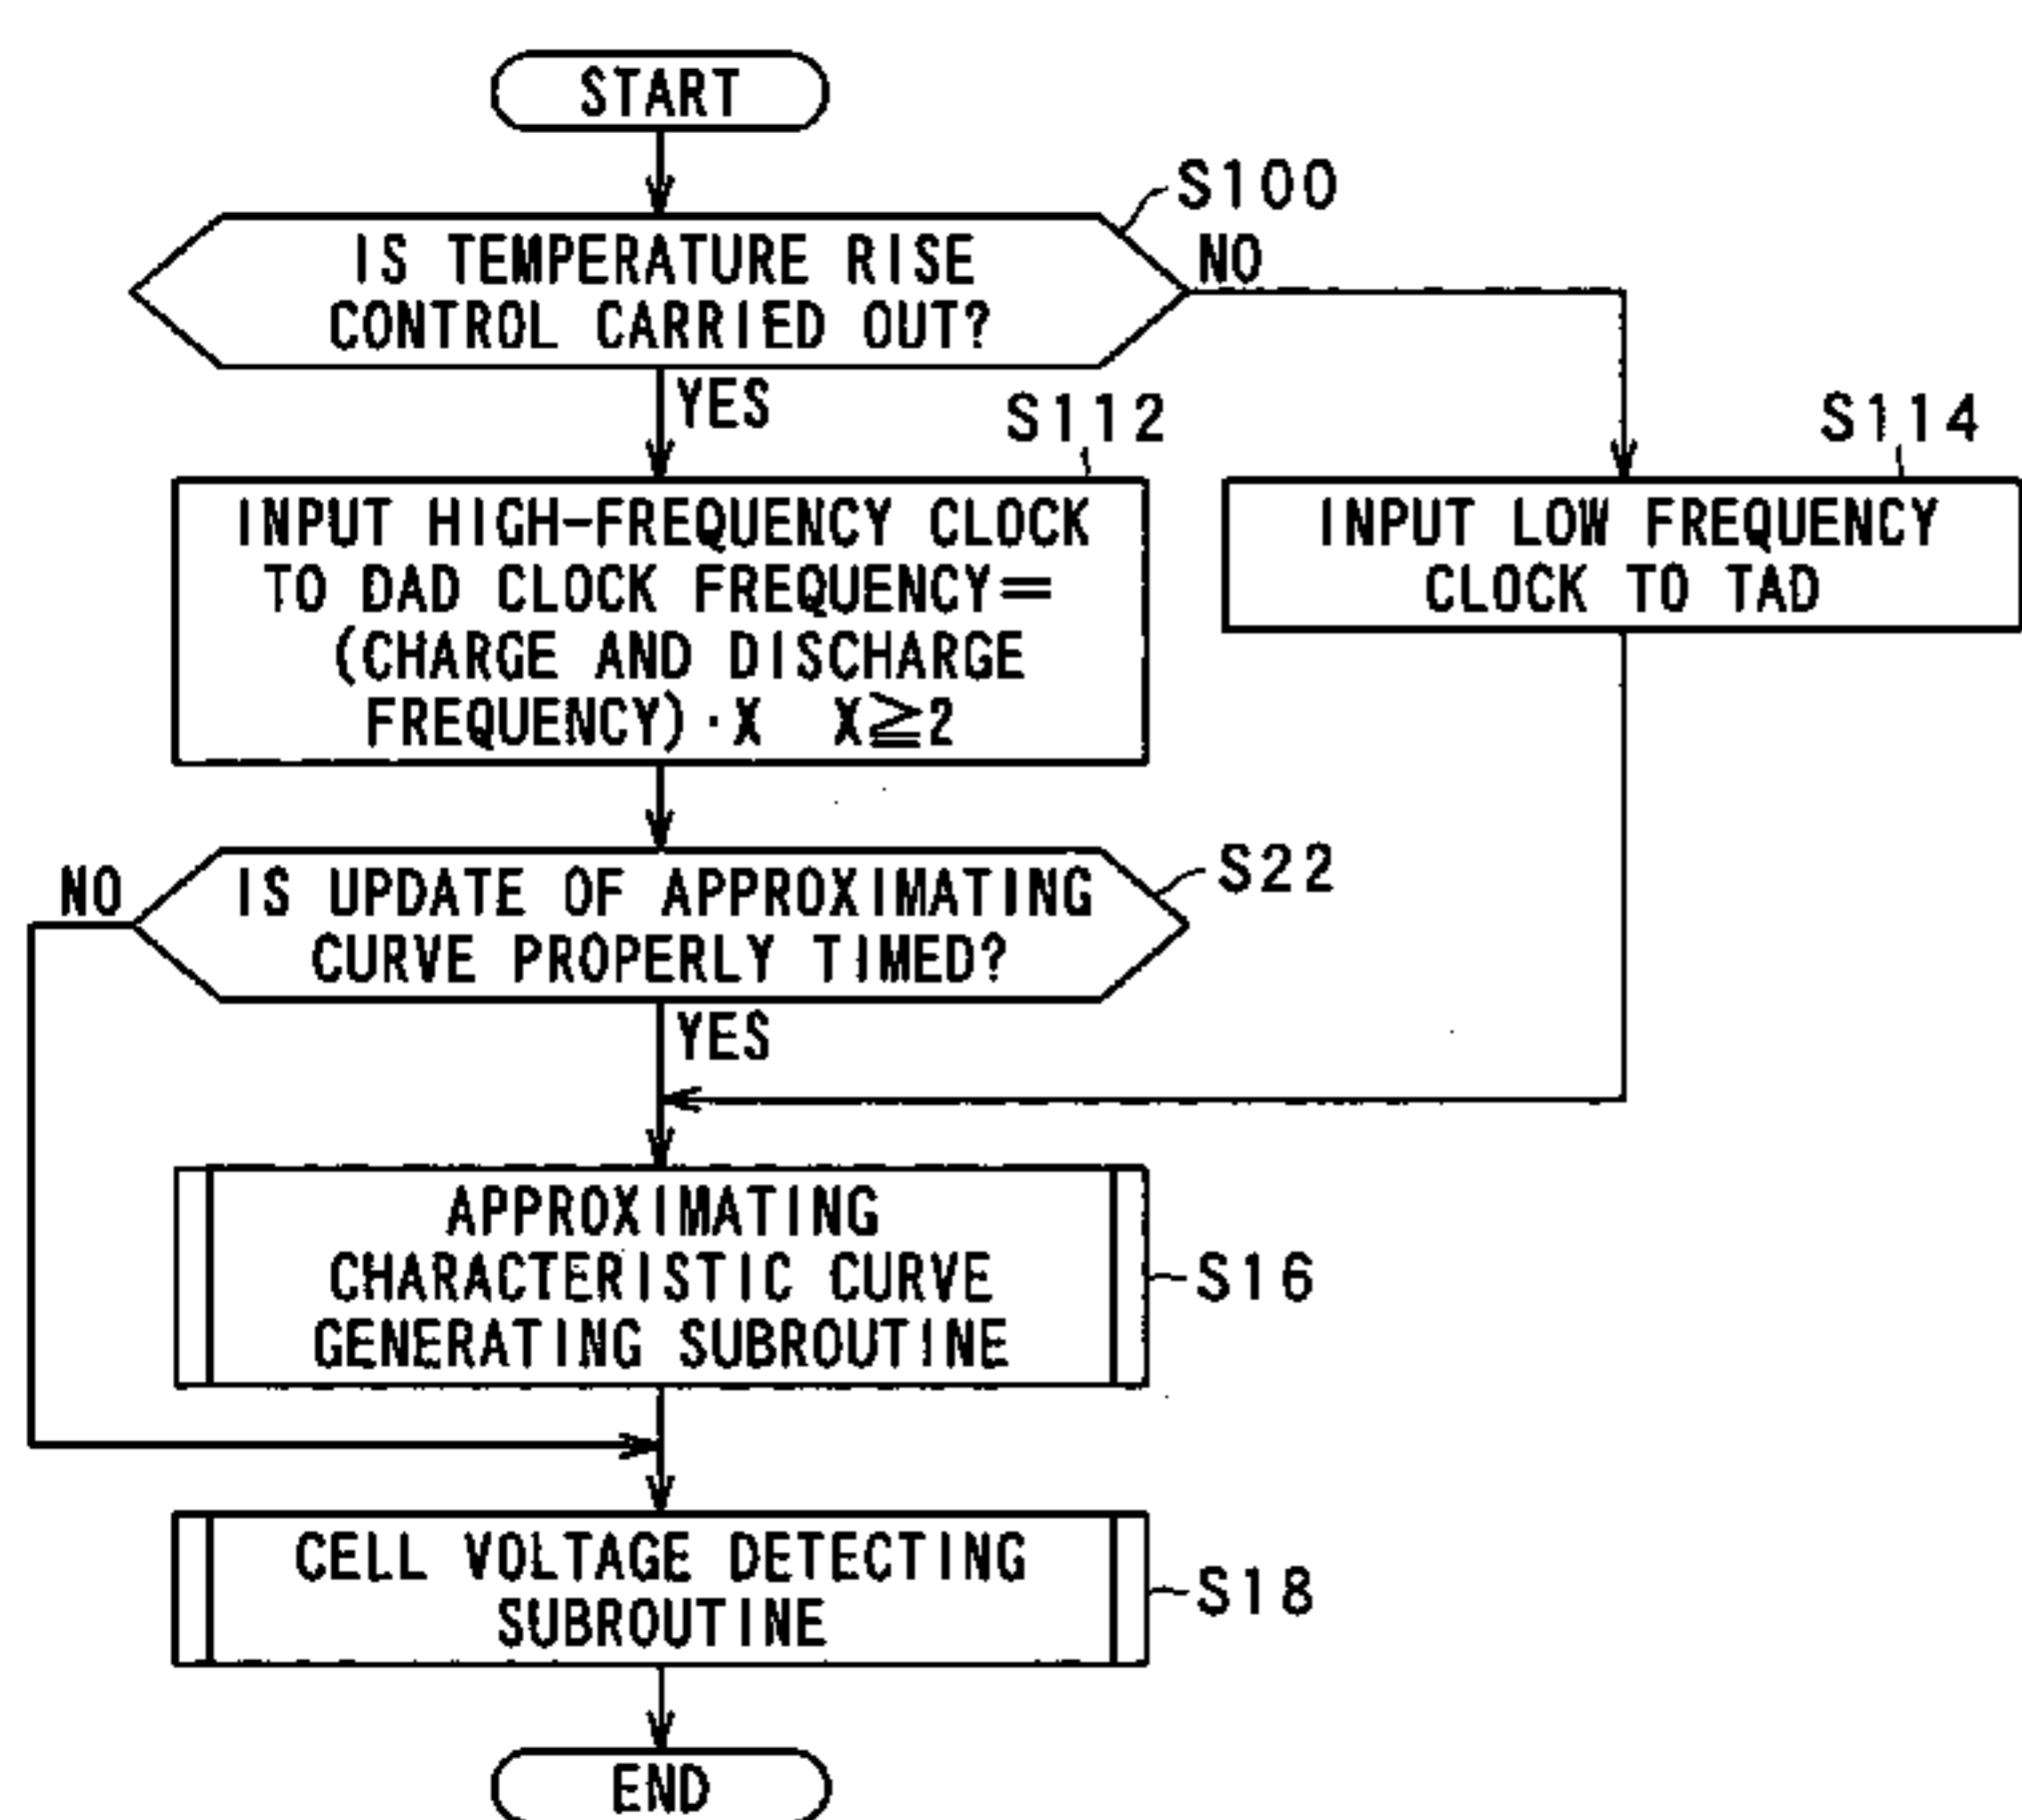 START
S100
IS TEMPERATURE RISE
CONTROL CARRIED OUT?
NO
YES
S112
S114
INPUT HIGH-FREQUENCY CLOCK
TO DAD CLOCK FREQUENCY=
(CHARGE AND DISCHARGE
FREQUENCY)·X X≧2
INPUT LOW FREQUENCY
CLOCK TO TAD
NO
IS UPDATE OF APPROXIMATING
CURVE PROPERLY TIMED?
S22
YES
APPROXIMATING
CHARACTERISTIC CURVE
GENERATING SUBROUTINE
S16
CELL VOLTAGE DETECTING
SUBROUTINE
S18
END